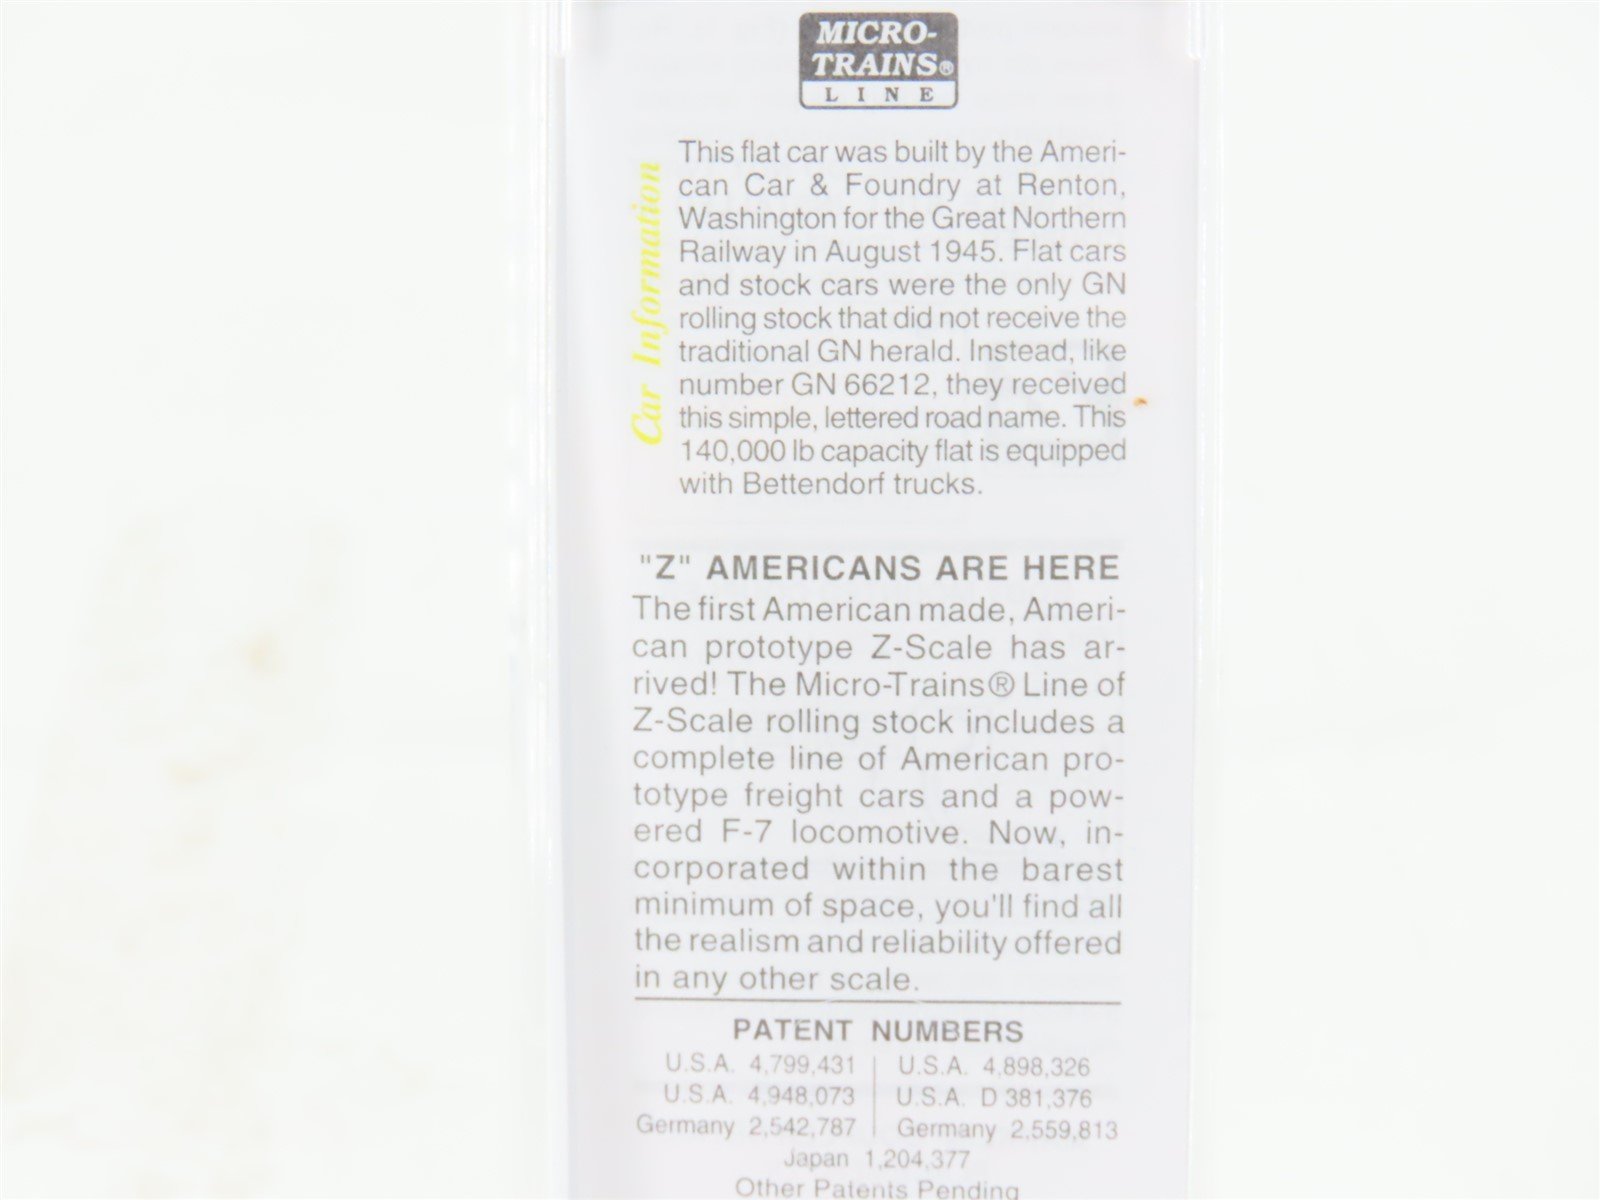 MICRO-
TRAINS®
LINE
Car Information
This flat car was built by the Ameri-
can Car & Foundry at Renton,
Washington for the Great Northern
Railway in August 1945. Flat cars
and stock cars were the only GN
rolling stock that did not receive the
traditional GN herald. Instead, like
number GN 66212, they received
this simple, lettered road name. This
140,000 lb capacity flat is equipped
with Bettendorf trucks.
"Z" AMERICANS ARE HERE
The first American made, Ameri-
can prototype Z-Scale has ar-
rived! The Micro-Trains® Line of
Z-Scale rolling stock includes a
complete line of American pro-
totype freight cars and a pow-
ered F-7 locomotive. Now, in-
corporated within the barest
minimum of space, you'll find all
the realism and reliability offered
in any other scale.
PATENT NUMBERS
U.S.A. 4,799,431 | U.S.A. 4,898,326
U.S.A. 4,948,073 | U.S.A. D 381,376
Germany 2,542,787 | Germany 2,559,813
Japan 1,204,377
Other Patents Pending